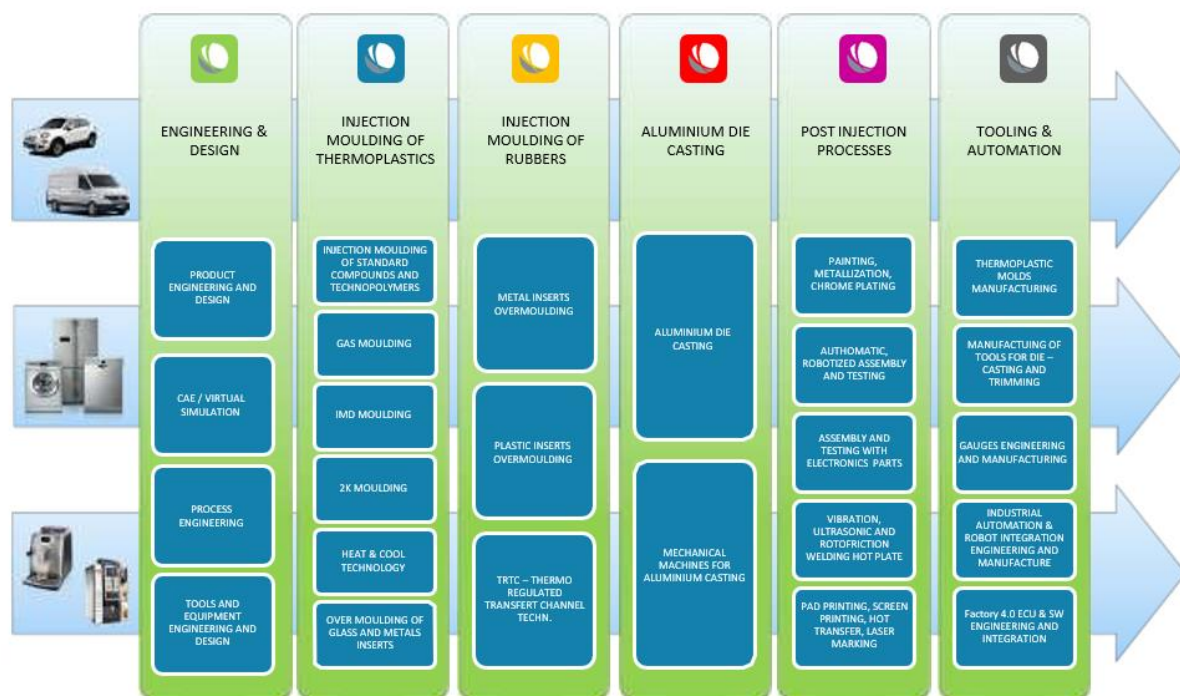 ENGINEERING &
DESIGN
PRODUCT
ENGINEERING AND
DESIGN
CAE / VIRTUAL
SIMULATION
PROCESS
ENGINEERING
TOOLS AND
EQUIPMENT
ENGINEERING AND
DESIGN
INJECTION
MOULDING OF
THERMOPLASTICS
INJECTION MOULDING
OF STANDARD
COMPOUNDS AND
TECHNOPOLYMERS
GAS MOULDING
IMD MOULDING
2K MOULDING
HEAT & COOL
TECHNOLOGY
OVER MOULDING OF
GLASS AND METALS
INSERTS
INJECTION
MOULDING OF
RUBBERS
METAL INSERTS
OVERMOULDING
PLASTIC INSERTS
OVERMOULDING
TRTC – THERMO
REGULATED
TRANSFERT CHANNEL
TECHN.
ALUMINIUM DIE
CASTING
ALUMINIUM DIE
CASTING
MECHANICAL
MACHINES FOR
ALUMINIUM CASTING
POST INJECTION
PROCESSES
PAINTING,
METALLIZATION,
CHROME PLATING
AUTHOMATIC,
ROBOTIZED ASSEMBLY
AND TESTING
ASSEMBLY AND
TESTING WITH
ELECTRONICS PARTS
VIBRATION,
ULTRASONIC AND
ROTOFRICTION
WELDING HOT PLATE
PAD PRINTING, SCREEN
PRINTING, HOT
TRANSFER, LASER
MARKING
TOOLING &
AUTOMATION
THERMOPLASTIC
MOLDS
MANUFACTURING
MANUFACTUING OF
TOOLS FOR DIE –
CASTING AND
TRIMMING
GAUGES ENGINEERING
AND MANUFACTURING
INDUSTRIAL
AUTOMATION &
ROBOT INTEGRATION
ENGINEERING AND
MANUFACTURE
Factory 4.0 ECU & SW
ENGINEERING AND
INTEGRATION